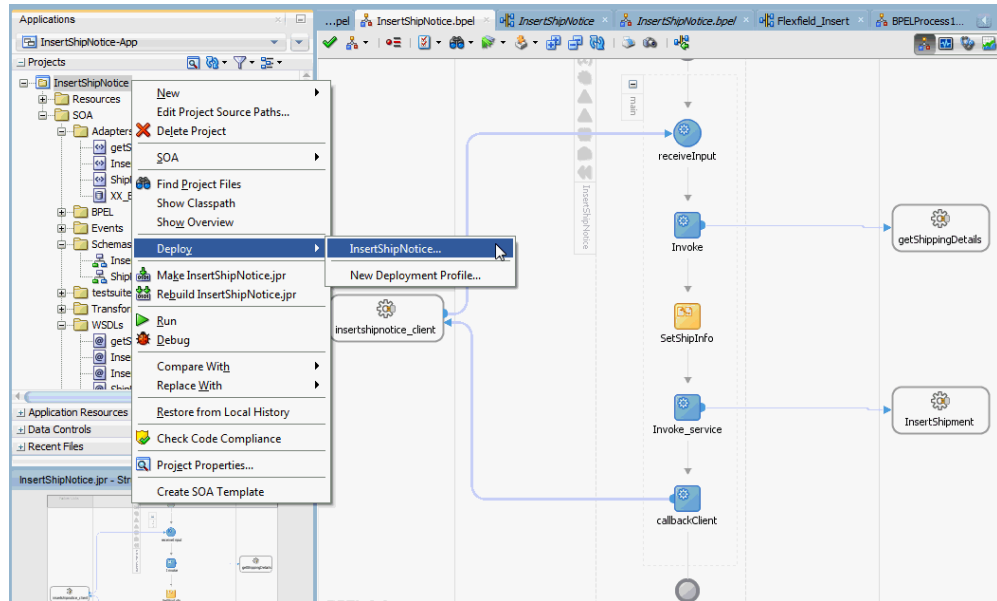 Applications
InsertShipNotice-App
Projects
InsertShipNotice
Resources
SOA
Adapters
getS
Inse
Ship
XX_E
BPEL
Events
Schemas
Inse
Ship
testsuite
Transfor
WSDLs
getS
Inse
Inse
Application Resources
Data Controls
Recent Files
InsertShipNotice.jpr - Str
New
Edit Project Source Paths...
Delete Project
SOA
Find Project Files
Show Classpath
Show Overview
Deploy
Make InsertShipNotice.jpr
Rebuild InsertShipNotice.jpr
Run
Debug
Compare With
Replace With
Restore from Local History
Check Code Compliance
Project Properties...
Create SOA Template
InsertShipNotice...
New Deployment Profile...
...pel InsertShipNotice.bpel InsertShipNotice InsertShipNotice.bpel Flexfield_Insert BPELProcess1...
main
InsertShipNotice
receiveInput
Invoke
getShippingDetails
insertshipnotice_client
SetShipInfo
Invoke_service
InsertShipment
callbackClient